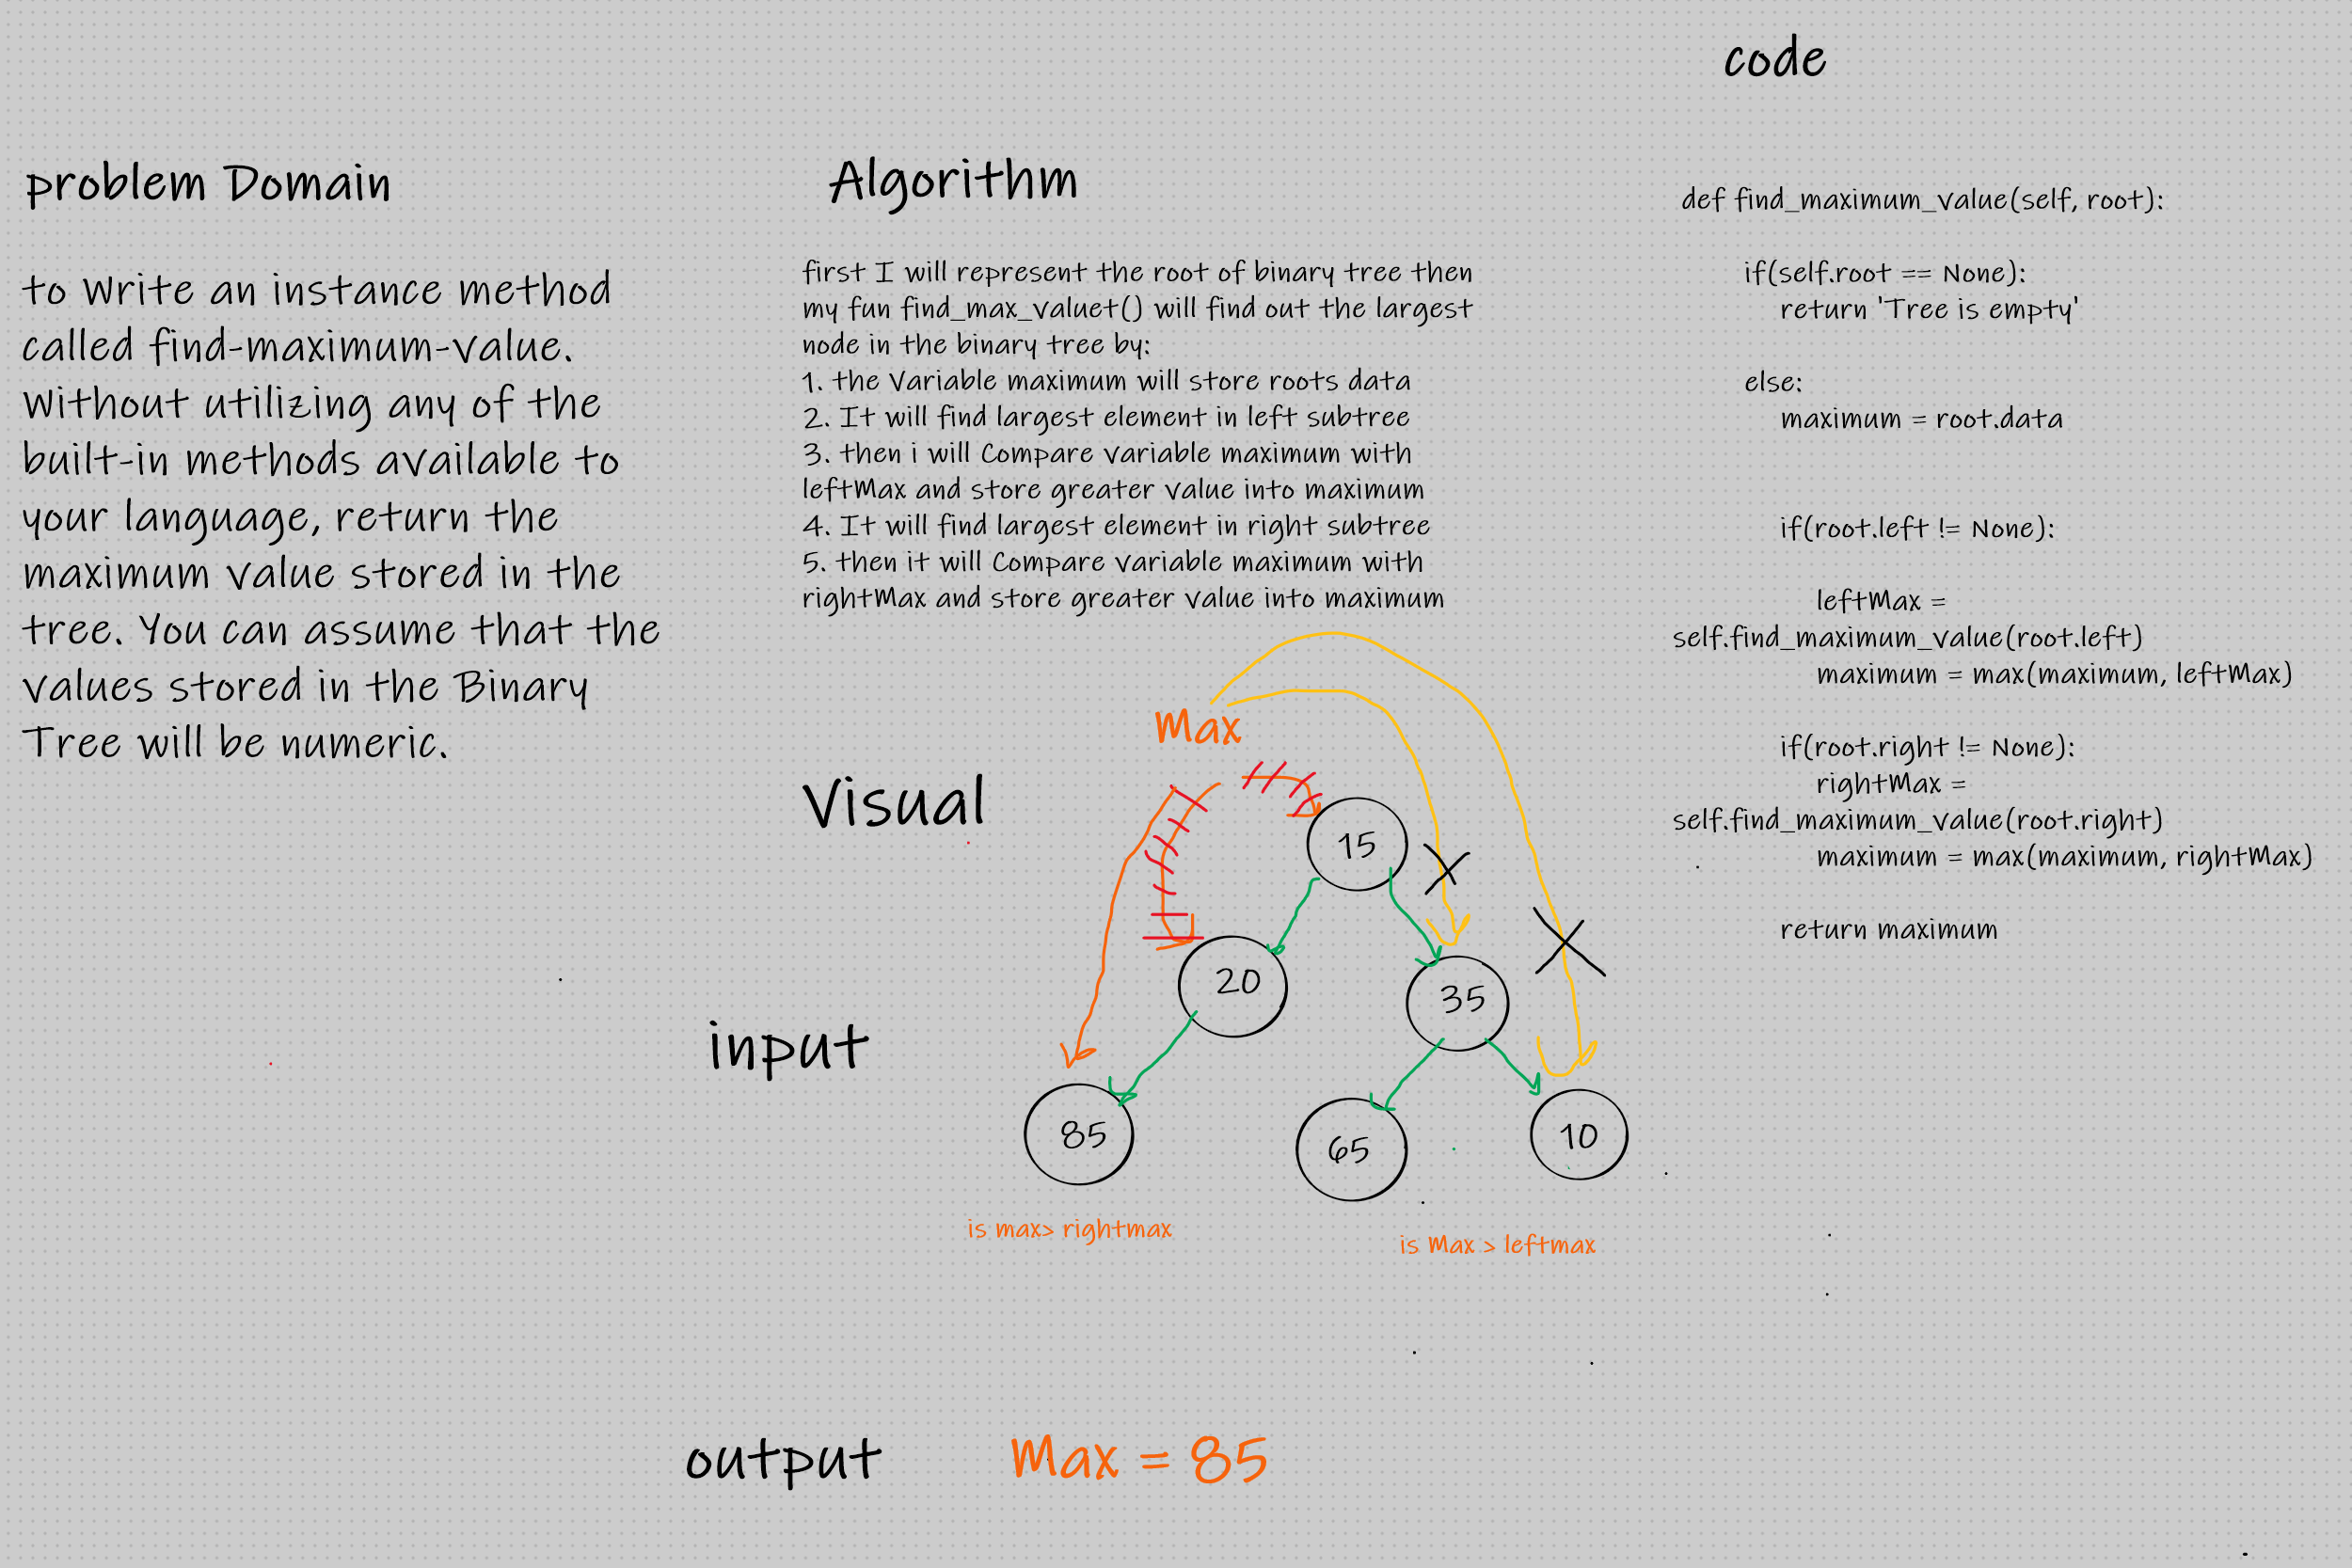 problem Domain
to Write an instance method
called find-maximum-value.
Without utilizing any of the
built-in methods available to
your language, return the
maximum value stored in the
tree. You can assume that the
values stored in the Binary
Tree will be numeric.
Algorithm
first I will represent the root of binary tree then
my fun find_max_valuet() will find out the largest
node in the binary tree by:
1. the Variable maximum will store roots data
2. It will find largest element in left subtree
3. then i will Compare variable maximum with
leftMax and store greater value into maximum
4. It will find largest element in right subtree
5. then it will Compare variable maximum with
rightMax and store greater value into maximum
Visual
Max
15
20
35
input
85
65
10
is max> rightmax
is Max > leftmax
output
Max = 85
code
def find_maximum_value(self, root):
if(self.root == None):
return 'Tree is empty'
else:
maximum = root.data
if(root.left != None):
leftMax =
self.find_maximum_value(root.left)
maximum = max(maximum, leftMax)
if(root.right != None):
rightMax =
self.find_maximum_value(root.right)
maximum = max(maximum, rightMax)
return maximum